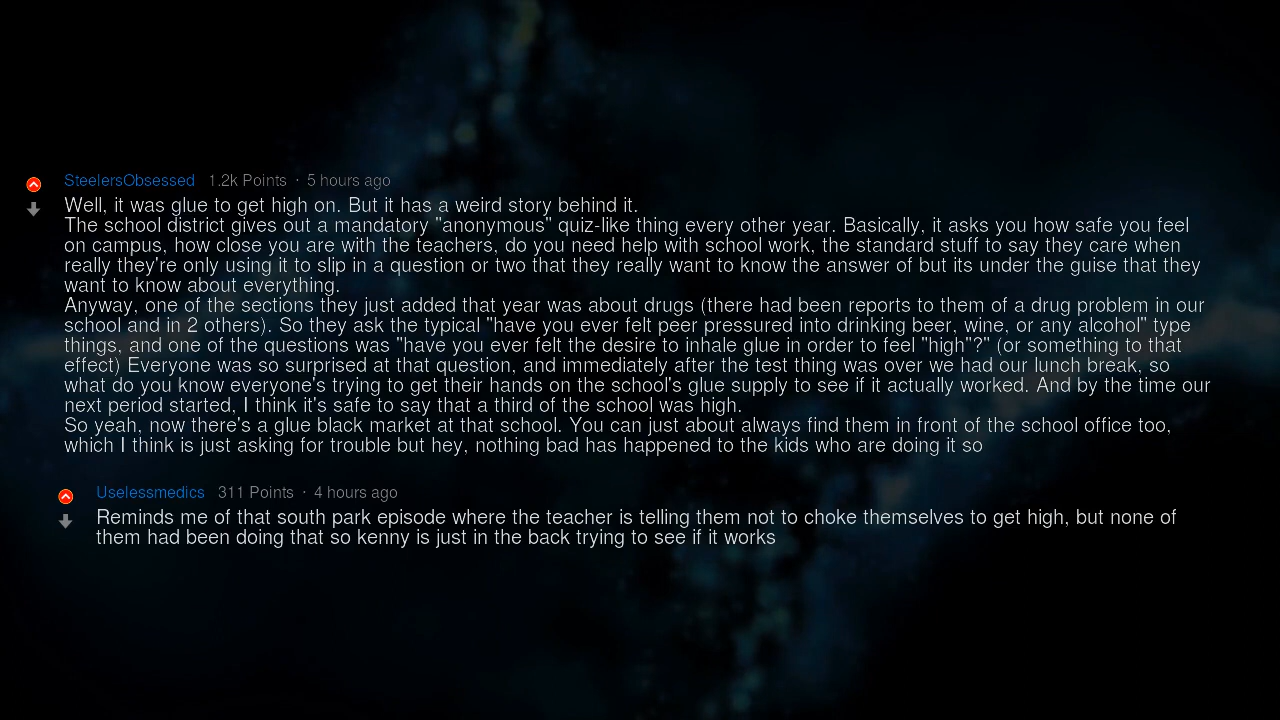 SteelersObsessed 1.2k Points · 5 hours ago
Well, it was glue to get high on. But it has a weird story behind it.
The school district gives out a mandatory "anonymous" quiz-like thing every other year. Basically, it asks you how safe you feel
on campus, how close you are with the teachers, do you need help with school work, the standard stuff to say they care when
really they're only using it to slip in a question or two that they really want to know the answer of but its under the guise that they
want to know about everything.
Anyway, one of the sections they just added that year was about drugs (there had been reports to them of a drug problem in our
school and in 2 others). So they ask the typical "have you ever felt peer pressured into drinking beer, wine, or any alcohol" type
things, and one of the questions was "have you ever felt the desire to inhale glue in order to feel "high"?" (or something to that
effect) Everyone was so surprised at that question, and immediately after the test thing was over we had our lunch break, so
what do you know everyone's trying to get their hands on the school's glue supply to see if it actually worked. And by the time our
next period started, I think it's safe to say that a third of the school was high.
So yeah, now there's a glue black market at that school. You can just about always find them in front of the school office too,
which I think is just asking for trouble but hey, nothing bad has happened to the kids who are doing it so
Uselessmedics 311 Points · 4 hours ago
Reminds me of that south park episode where the teacher is telling them not to choke themselves to get high, but none of
them had been doing that so kenny is just in the back trying to see if it works